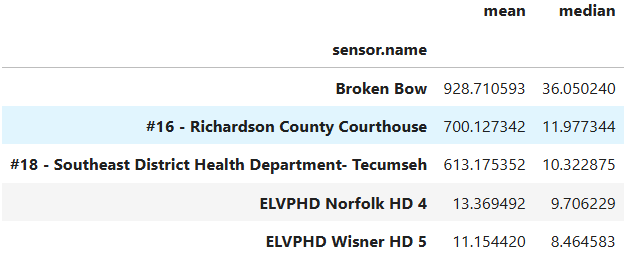 mean median
sensor.name
Broken Bow 928.710593 36.050240
#16 - Richardson County Courthouse 700.127342 11.977344
#18 - Southeast District Health Department- Tecumseh 613.175352 10.322875
ELVPHD Norfolk HD 4 13.369492 9.706229
ELVPHD Wisner HD 5 11.154420 8.464583